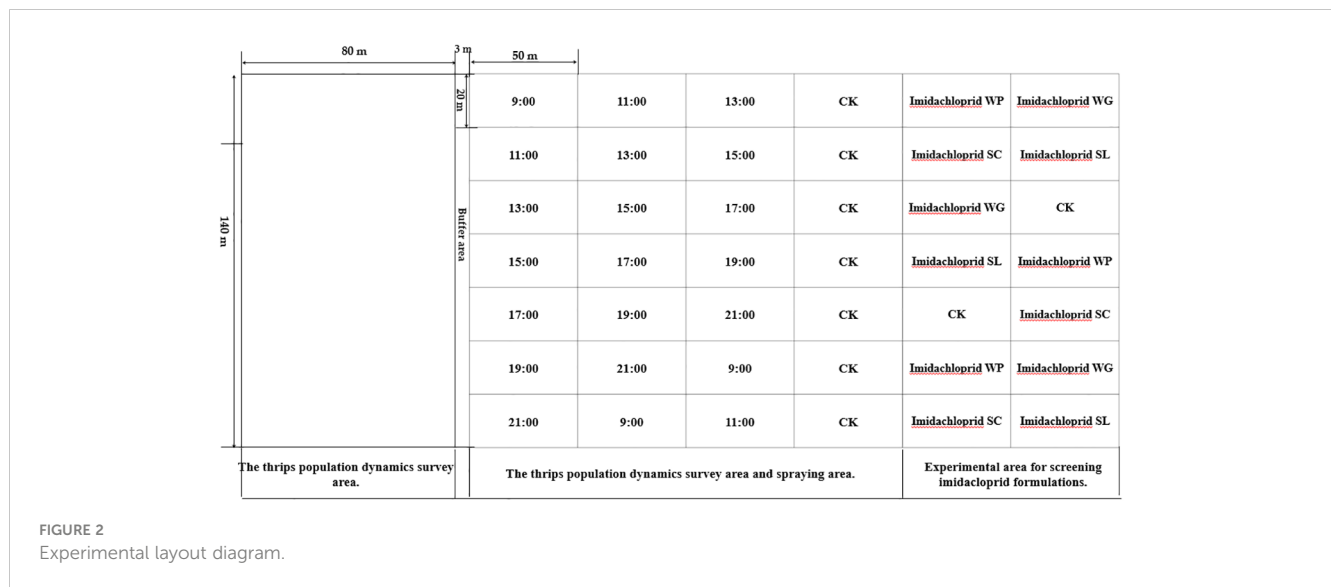 80 m
3 m
50 m
20 m
140 m
Buffer area
9:00 11:00 13:00 CK Imidachloprid WP Imidachloprid WG
11:00 13:00 15:00 CK Imidachloprid SC Imidachloprid SL
13:00 15:00 17:00 CK Imidachloprid WG CK
15:00 17:00 19:00 CK Imidachloprid SL Imidachloprid WP
17:00 19:00 21:00 CK CK Imidachloprid SC
19:00 21:00 9:00 CK Imidachloprid WP Imidachloprid WG
21:00 9:00 11:00 CK Imidachloprid SC Imidachloprid SL
The thrips population dynamics survey
area.
The thrips population dynamics survey area and spraying area.
Experimental area for screening
imidacloprid formulations.
FIGURE 2
Experimental layout diagram.